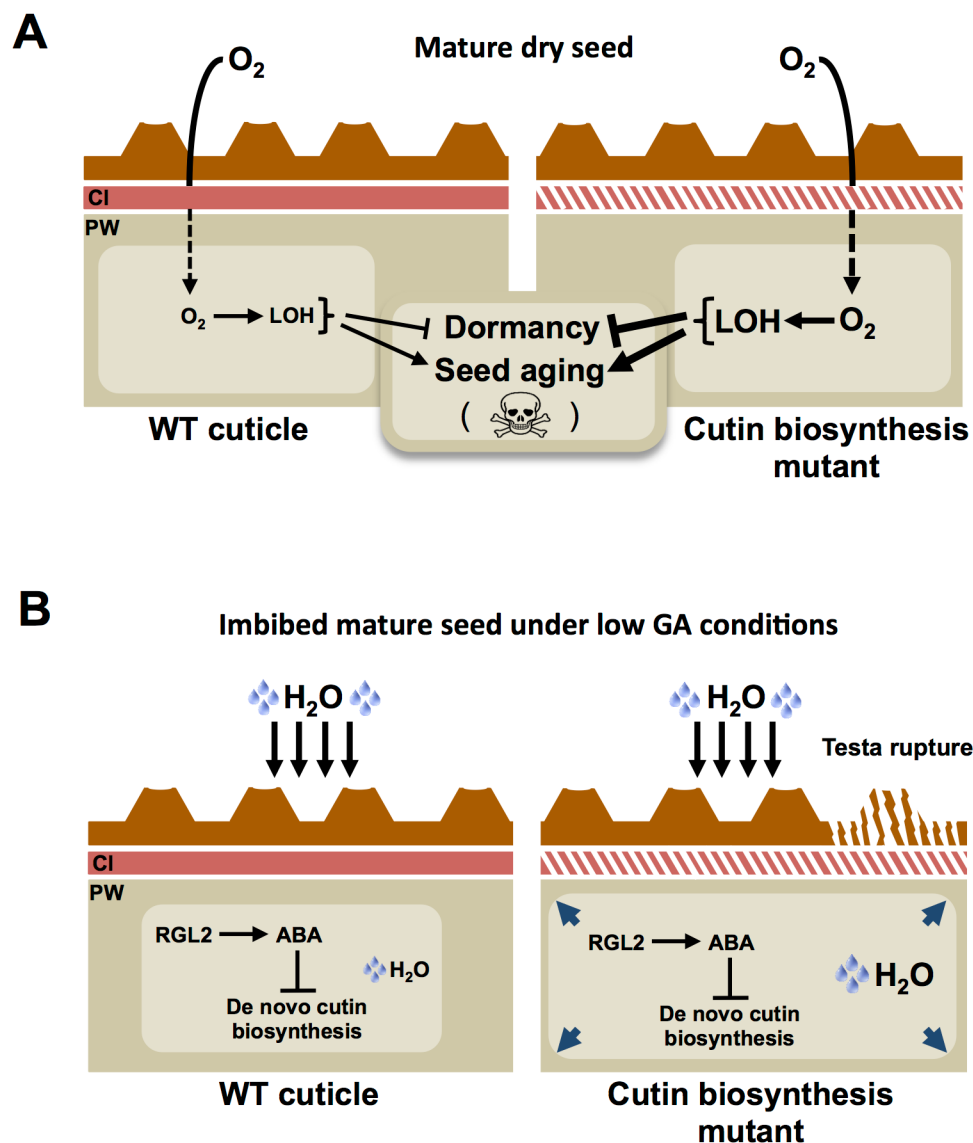 A
Mature dry seed
O₂
O₂
CI
PW
O₂ LOH
Dormancy
Seed aging
( )
LOH O₂
WT cuticle
Cutin biosynthesis
mutant
B
Imbibed mature seed under low GA conditions
H₂O
H₂O
Testa rupture
CI
PW
RGL2 ABA
H₂O
De novo cutin
biosynthesis
RGL2 ABA
H₂O
De novo cutin
biosynthesis
WT cuticle
Cutin biosynthesis
mutant